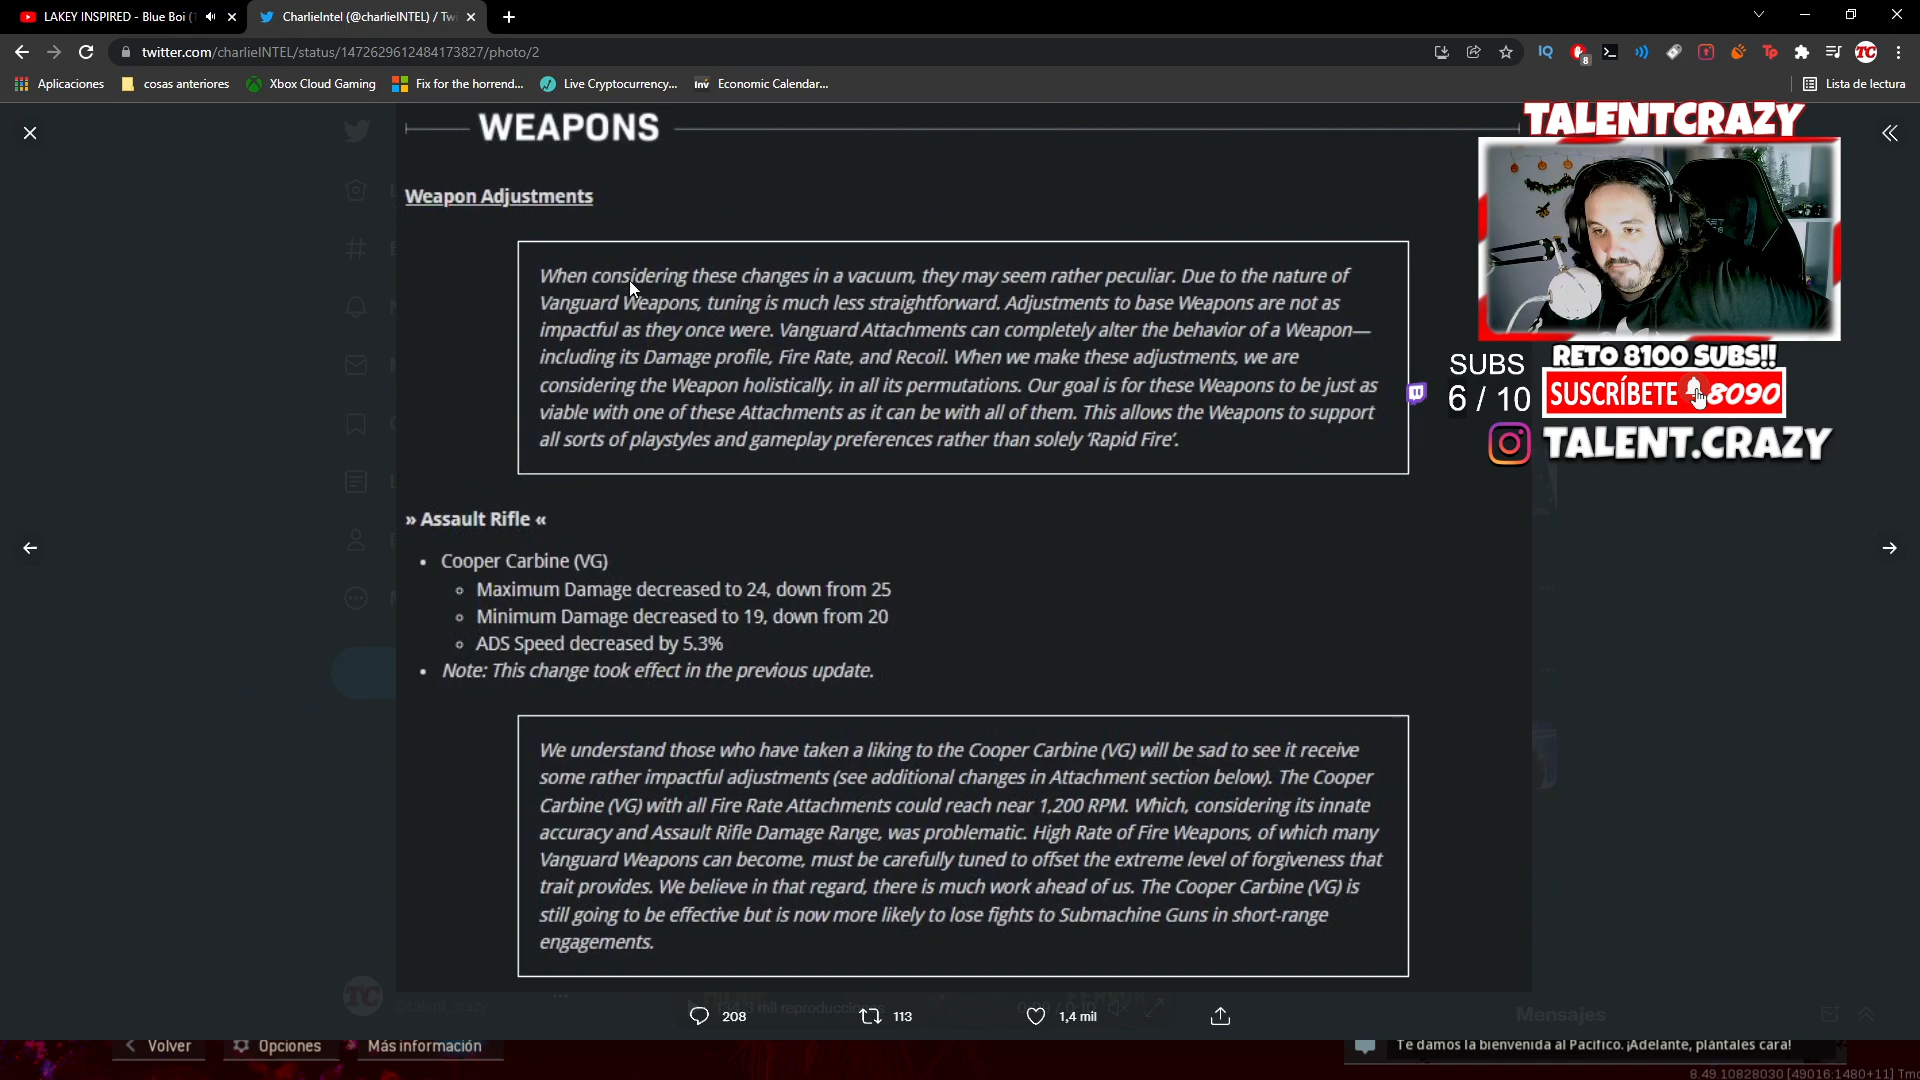 LAKEY INSPIRED - Blue Boi (
CharlieIntel (@charlieINTEL) / Tw
twitter.com/charlieINTEL/status/1472629612484173827/photo/2
8
Aplicaciones
cosas anteriores
Xbox Cloud Gaming
Fix for the horrend...
Live Cryptocurrency...
Economic Calendar...
Lista de lectura
WEAPONS
TALENTCRAZY
Weapon Adjustments
When considering these changes in a vacuum, they may seem rather peculiar. Due to the nature of
Vanguard Weapons, tuning is much less straightforward. Adjustments to base Weapons are not as
impactful as they once were. Vanguard Attachments can completely alter the behavior of a Weapon—
including its Damage profile, Fire Rate, and Recoil. When we make these adjustments, we are
considering the Weapon holistically, in all its permutations. Our goal is for these Weapons to be just as
viable with one of these Attachments as it can be with all of them. This allows the Weapons to support
all sorts of playstyles and gameplay preferences rather than solely ‘Rapid Fire’.
SUBS
6 / 10
RETO 8100 SUBS!!
SUSCRÍBETE 8090
TALENT.CRAZY
» Assault Rifle «
• Cooper Carbine (VG)
◦ Maximum Damage decreased to 24, down from 25
◦ Minimum Damage decreased to 19, down from 20
◦ ADS Speed decreased by 5.3%
• Note: This change took effect in the previous update.
We understand those who have taken a liking to the Cooper Carbine (VG) will be sad to see it receive
some rather impactful adjustments (see additional changes in Attachment section below). The Cooper
Carbine (VG) with all Fire Rate Attachments could reach near 1,200 RPM. Which, considering its innate
accuracy and Assault Rifle Damage Range, was problematic. High Rate of Fire Weapons, of which many
Vanguard Weapons can become, must be carefully tuned to offset the extreme level of forgiveness that
trait provides. We believe in that regard, there is much work ahead of us. The Cooper Carbine (VG) is
still going to be effective but is now more likely to lose fights to Submachine Guns in short-range
engagements.
@talent_crazy
208
113
1,4 mil
Mensajes
Volver
Opciones
Más información
Te damos la bienvenida al Pacífico. ¡Adelante, plántales cara!
8.49.10828030 [49016:1480+11] Tmc